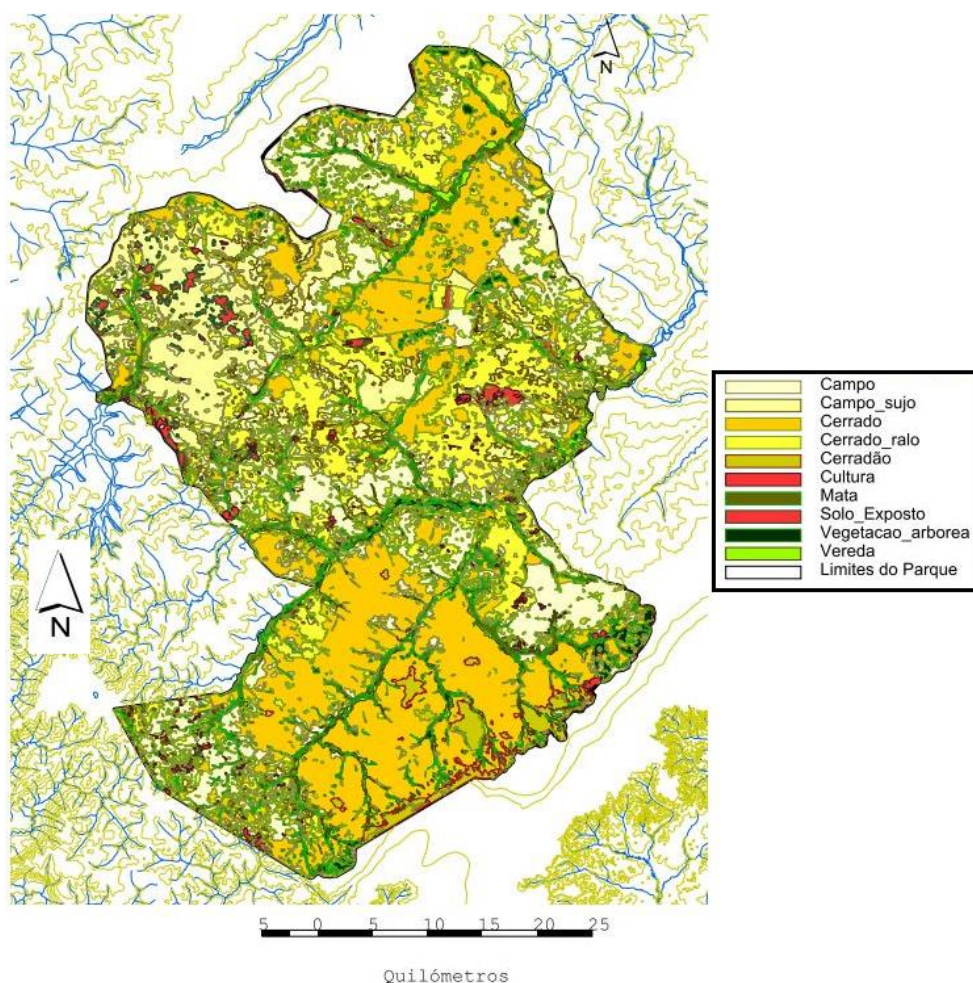 N
Campo
Campo_sujo
Cerrado
Cerrado_ralo
Cerradão
Cultura
Mata
Solo_Exposto
Vegetacao_arborea
Vereda
Limites do Parque
N
5 0 5 10 15 20 25
Quilómetros